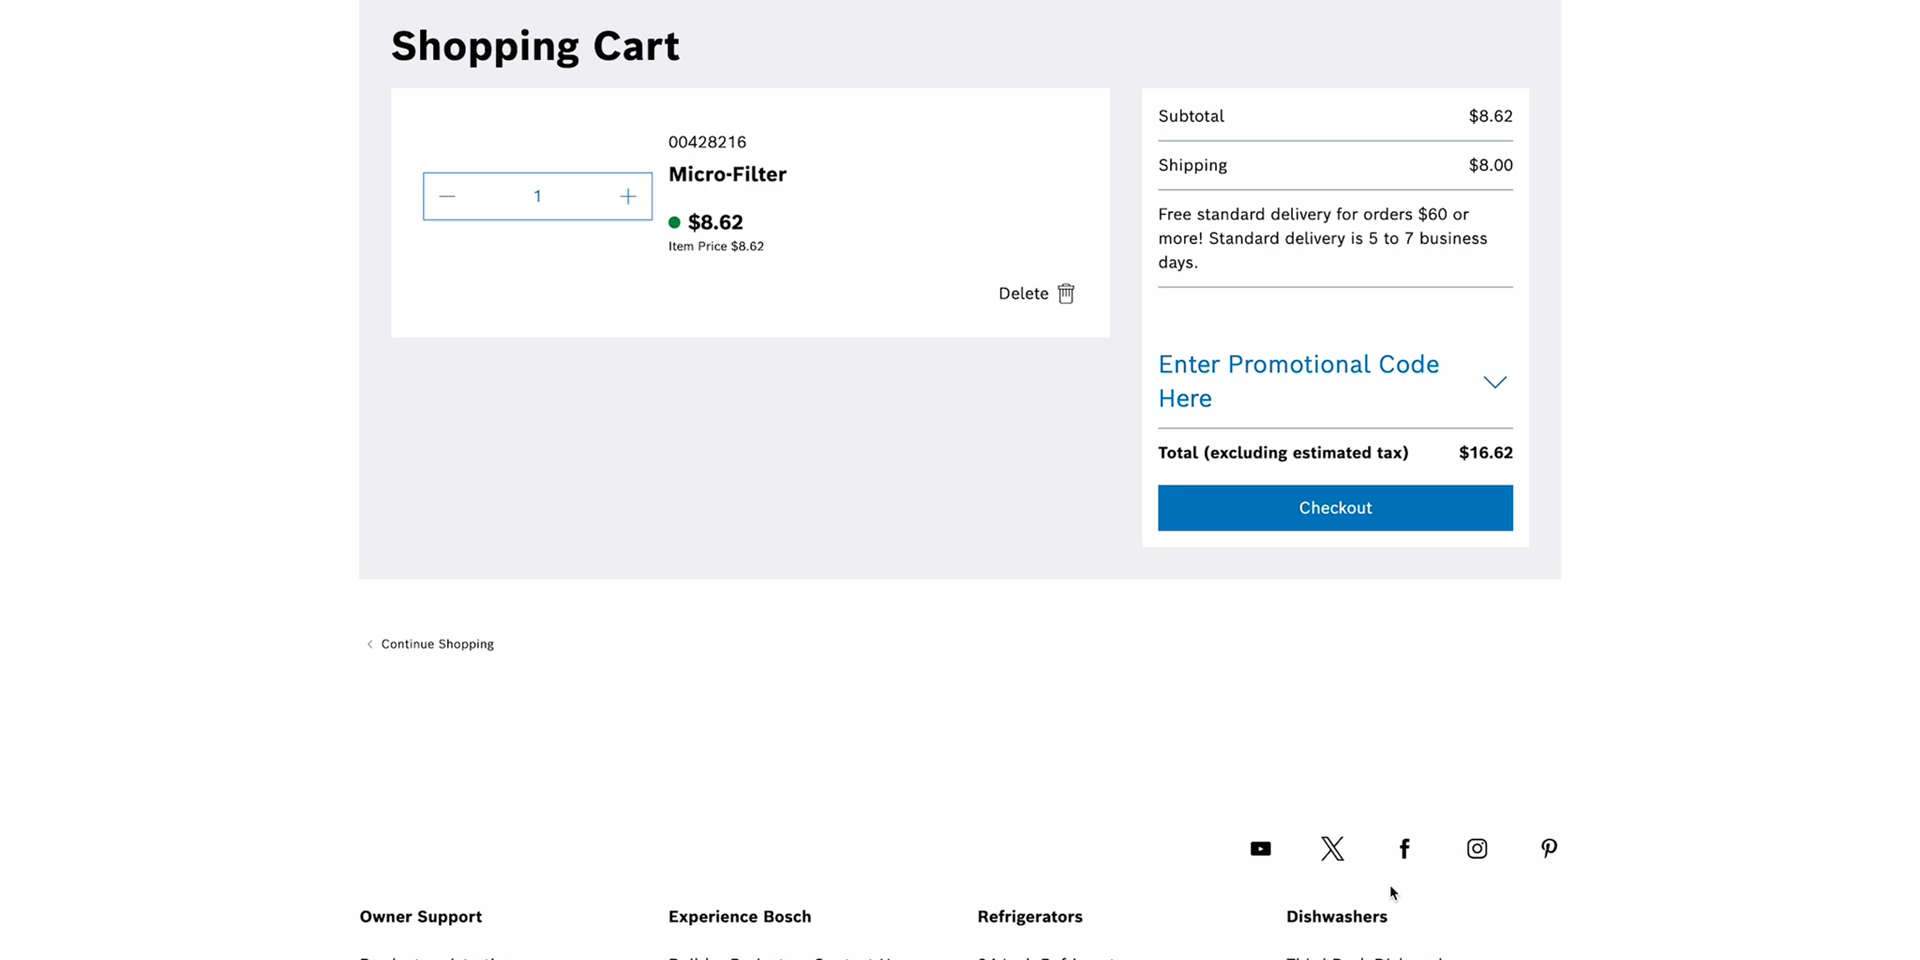 Shopping Cart
1
00428216
Micro-Filter
$8.62
Item Price $8.62
Delete
Subtotal $8.62
Shipping $8.00
Free standard delivery for orders $60 or
more! Standard delivery is 5 to 7 business
days.
Enter Promotional Code
Here
Total (excluding estimated tax) $16.62
Checkout
Continue Shopping
Owner Support
Experience Bosch
Refrigerators
Dishwashers